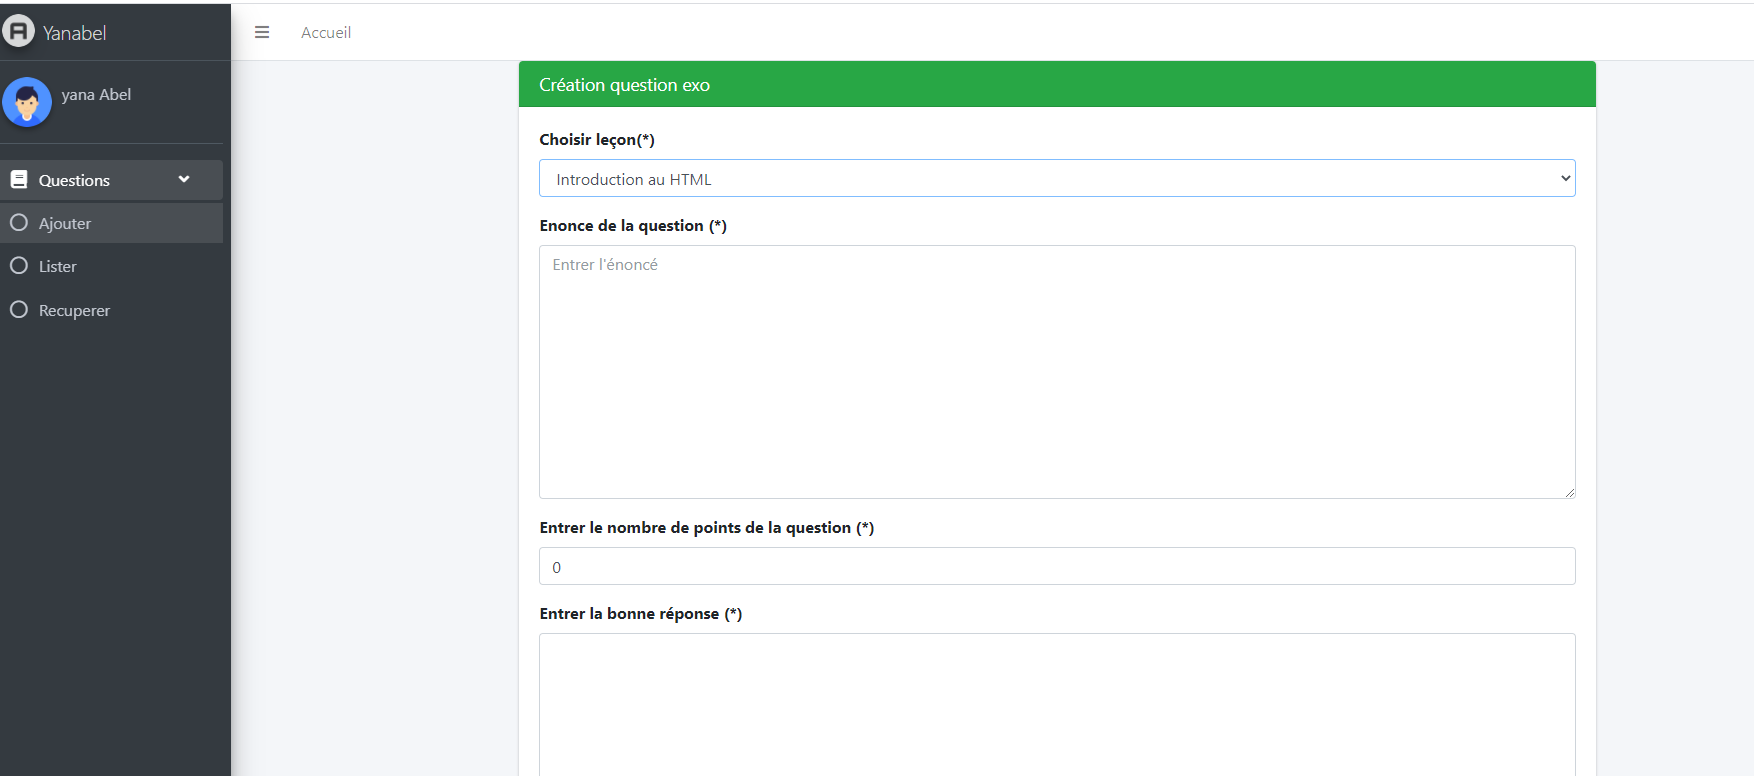 Yanabel
Accueil
yana Abel
Questions
Ajouter
Lister
Recuperer
Création question exo
Choisir leçon(*)
Introduction au HTML
Enonce de la question (*)
Entrer l'énoncé
Entrer le nombre de points de la question (*)
0
Entrer la bonne réponse (*)